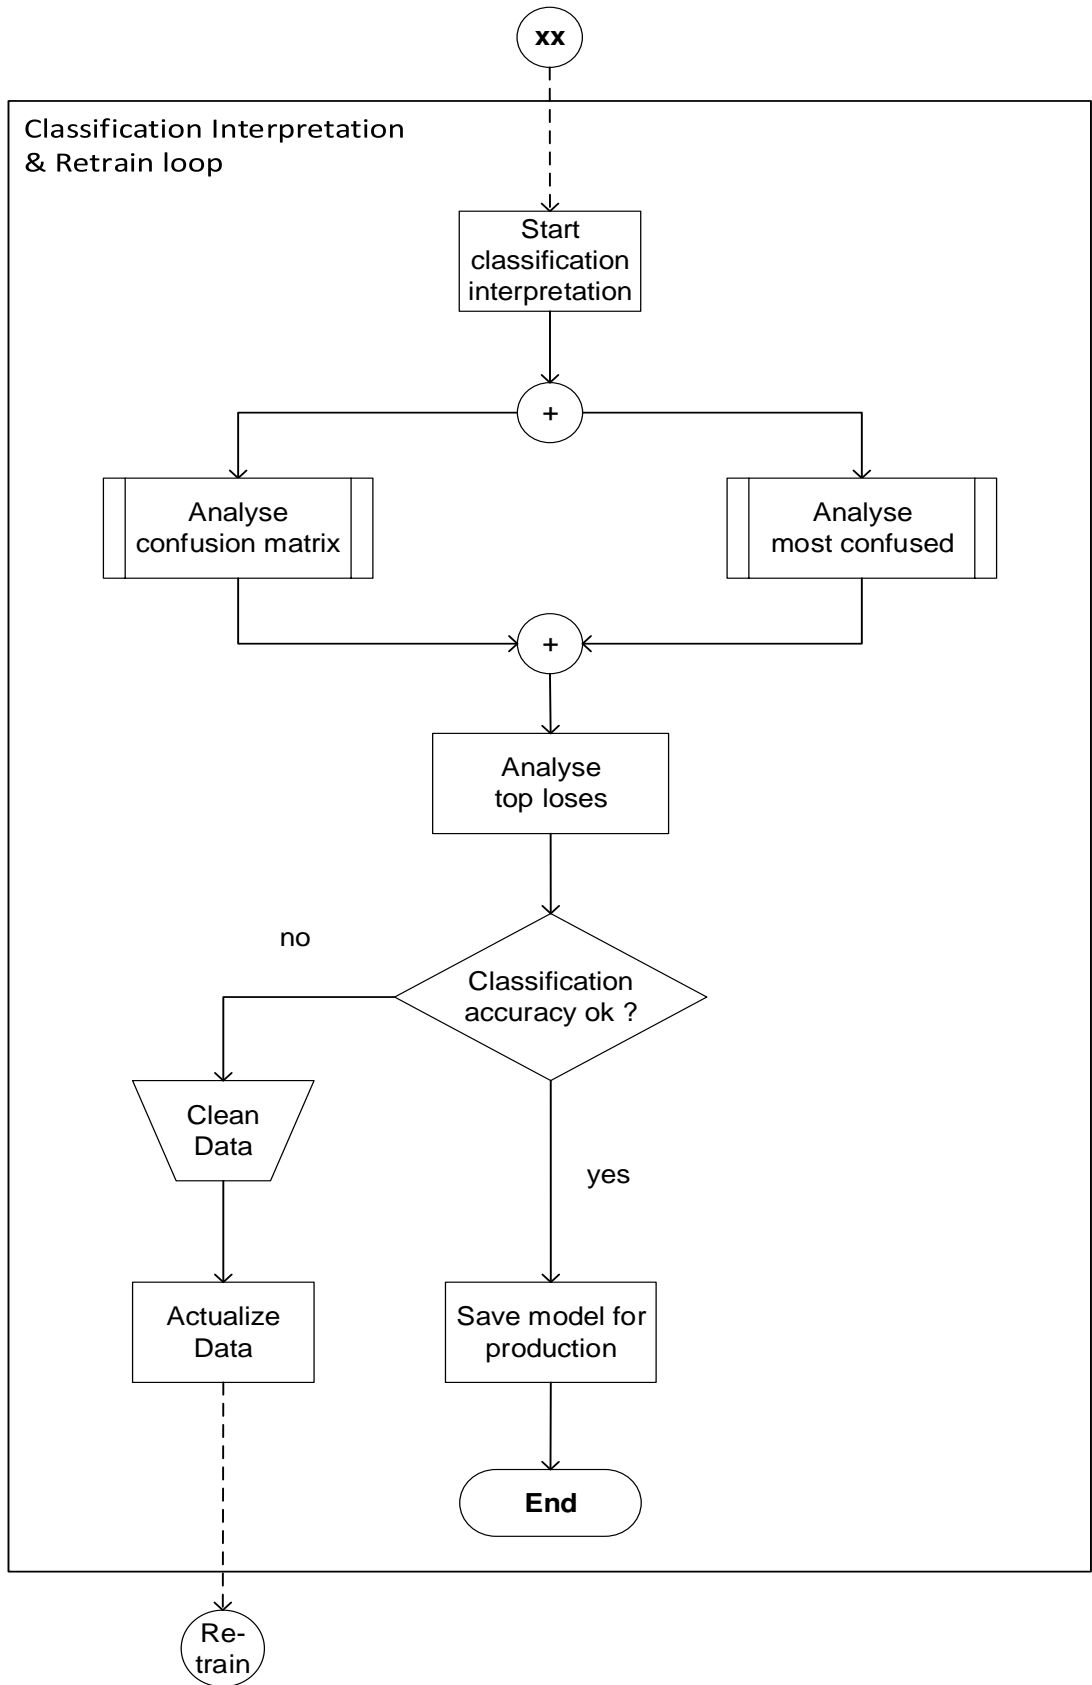 xx
Classification Interpretation
& Retrain loop
Start
classification
interpretation
+
Analyse
confusion matrix
Analyse
most confused
+
Analyse
top loses
no
Classification
accuracy ok ?
Clean
Data
yes
Actualize
Data
Save model for
production
End
Re-
train